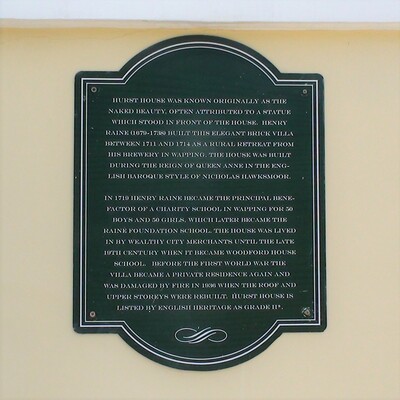 HURST HOUSE WAS KNOWN ORIGINALLY AS THE
NAKED BEAUTY, OFTEN ATTRIBUTED TO A STATUE
WHICH STOOD IN FRONT OF THE HOUSE. HENRY
RAINE (1679-1738) BUILT THIS ELEGANT BRICK VILLA
BETWEEN 1711 AND 1714 AS A RURAL RETREAT FROM
HIS BREWERY IN WAPPING. THE HOUSE WAS BUILT
DURING THE REIGN OF QUEEN ANNE IN THE ENG-
LISH BAROQUE STYLE OF NICHOLAS HAWKSMOOR.
IN 1719 HENRY RAINE BECAME THE PRINCIPAL BENE-
FACTOR OF A CHARITY SCHOOL IN WAPPING FOR 50
BOYS AND 50 GIRLS, WHICH LATER BECAME THE
RAINE FOUNDATION SCHOOL. THE HOUSE WAS LIVED
IN BY WEALTHY CITY MERCHANTS UNTIL THE LATE
19TH CENTURY WHEN IT BECAME WOODFORD HOUSE
SCHOOL. BEFORE THE FIRST WORLD WAR THE
VILLA BECAME A PRIVATE RESIDENCE AGAIN AND
WAS DAMAGED BY FIRE IN 1936 WHEN THE ROOF AND
UPPER STOREYS WERE REBUILT. HURST HOUSE IS
LISTED BY ENGLISH HERITAGE AS GRADE II*.